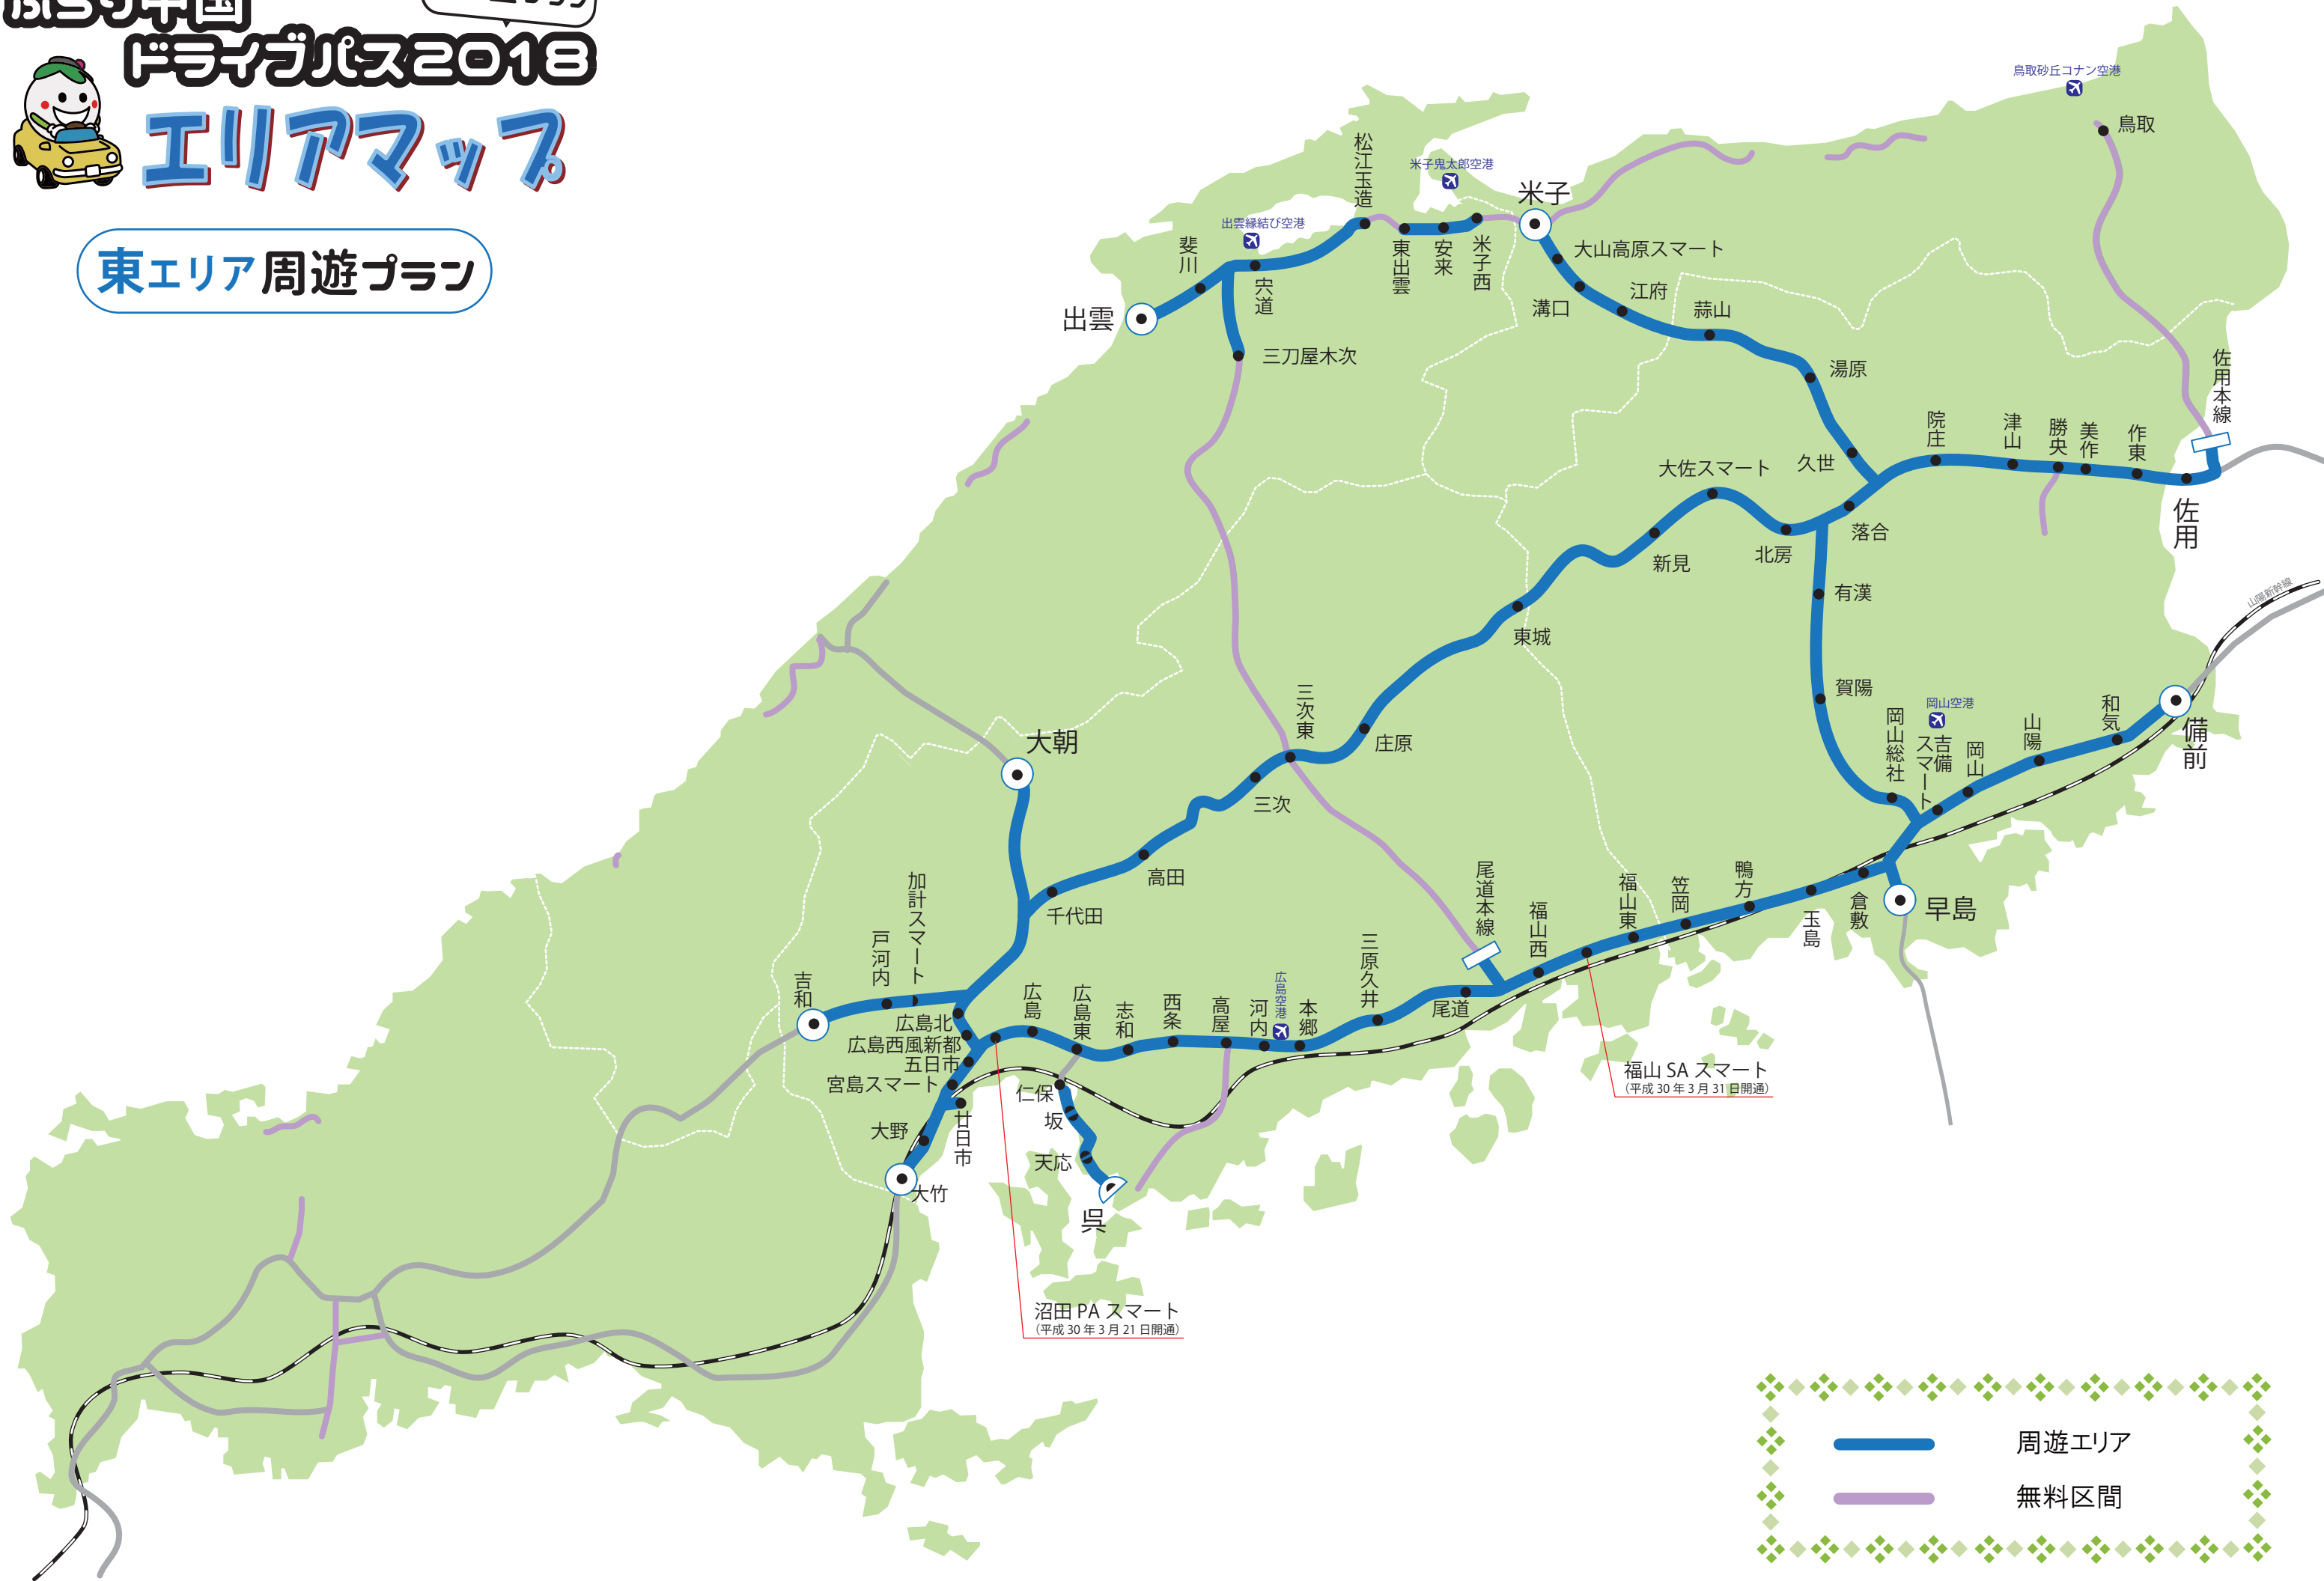 ぶらり中国
ドライブパス2018
エリアマップ
東エリア周遊プラン
鳥取砂丘コナン空港
鳥取
松江玉造
米子鬼太郎空港
米子
出雲縁結び空港
斐川
宍道
東出雲
安来
米子西
大山高原スマート
溝口
江府
蒜山
出雲
三刀屋木次
湯原
佐用本線
院庄
津山
勝央
美作
作東
久世
大佐スマート
佐用
落合
北房
新見
有漢
山陽新幹線
東城
賀陽
三次東
庄原
岡山空港
岡山総社
吉備
スマート
岡山
山陽
和気
備前
大朝
三次
高田
千代田
加計スマート
戸河内
吉和
尾道本線
福山西
福山東
笠岡
鴨方
玉島
倉敷
早島
三原久井
尾道
広島空港
広島
広島東
志和
西条
高屋
河内
本郷
広島北
広島西風新都
五日市
宮島スマート
廿日市
大野
大竹
仁保
坂
天応
呉
福山 SA スマート
（平成 30 年 3 月 31 日開通）
沼田 PA スマート
（平成 30 年 3 月 21 日開通）
周遊エリア
無料区間